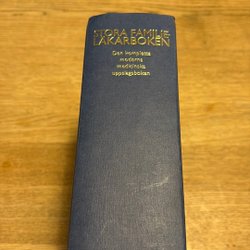 STORA FAMILJE
LÄKARBOKEN
Den kompletta
moderna
medicinska
uppslagsboken